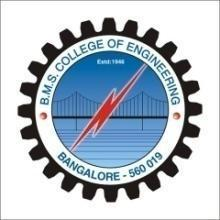 B.M.S. COLLEGE OF ENGINEERING
Estd: 1946
BANGALORE - 560 019